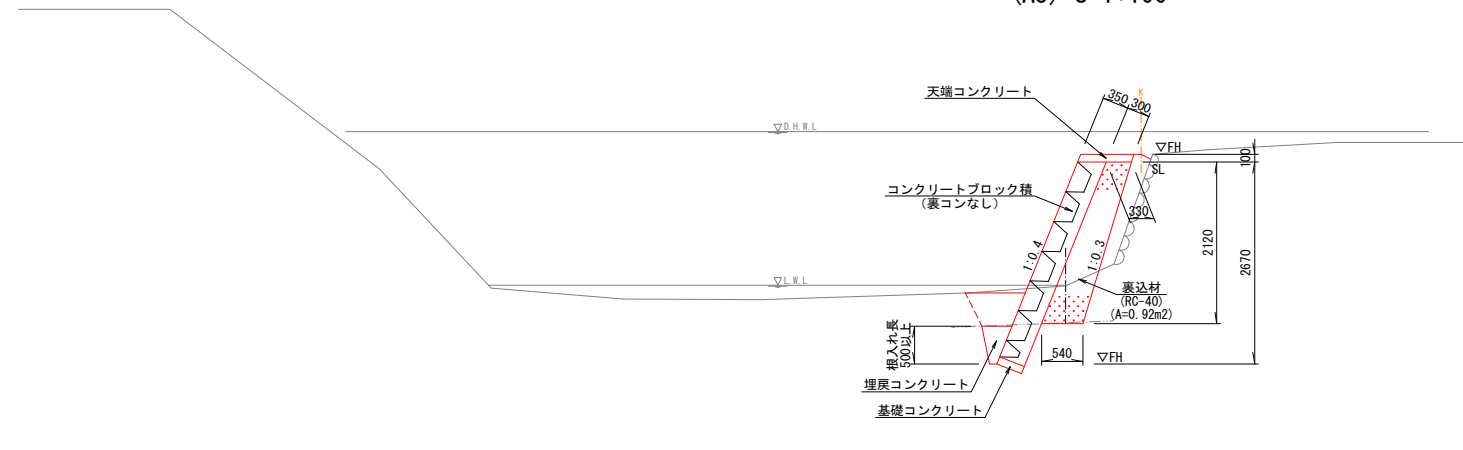 天端コンクリート
350
300
K
▽D.H.W.L
▽FH
100
SL
コンクリートブロック積
(裏コンなし)
330
1:0.4
1:0.3
2120
2670
▽L.W.L
裏込材
(RC-40)
(A=0.92m2)
根入れ長
500以上
540
▽FH
埋戻コンクリート
基礎コンクリート